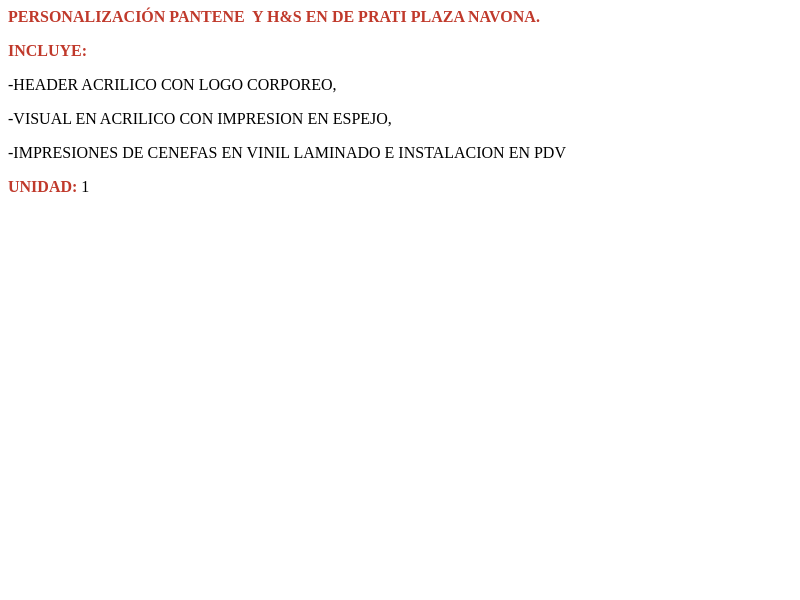 PERSONALIZACIÓN PANTENE  Y H&S EN DE PRATI PLAZA NAVONA.
INCLUYE:
-HEADER ACRILICO CON LOGO CORPOREO,
-VISUAL EN ACRILICO CON IMPRESION EN ESPEJO,
-IMPRESIONES DE CENEFAS EN VINIL LAMINADO E INSTALACION EN PDV
UNIDAD: 1